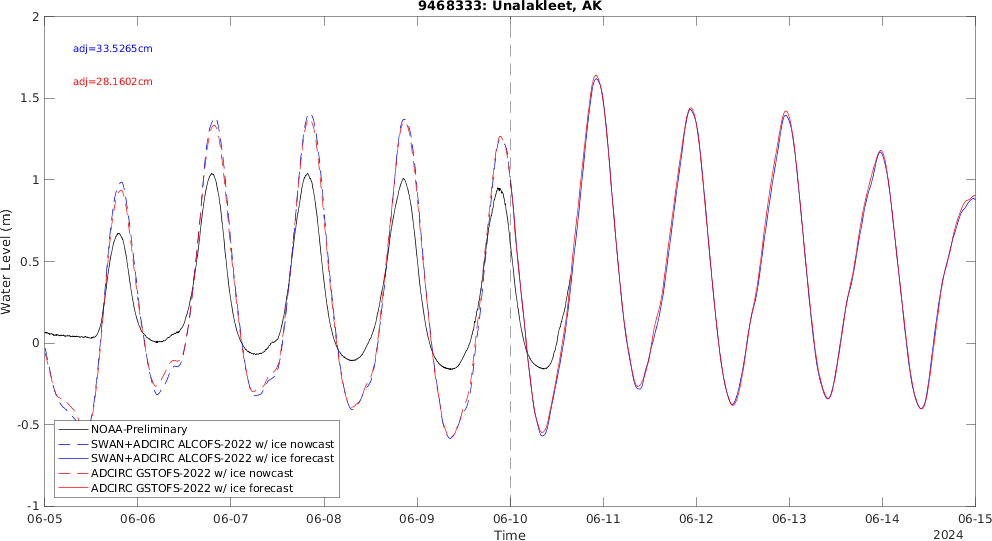 9468333: Unalakleet, AK
adj=33.5265cm
adj=28.1602cm
Water Level (m)
2
1.5
1
0.5
0
-0.5
-1
NOAA-Preliminary
SWAN+ADCIRC ALCOFS-2022 w/ ice nowcast
SWAN+ADCIRC ALCOFS-2022 w/ ice forecast
ADCIRC GSTOFS-2022 w/ ice nowcast
ADCIRC GSTOFS-2022 w/ ice forecast
06-05 06-06 06-07 06-08 06-09 06-10 06-11 06-12 06-13 06-14 06-15
Time
2024